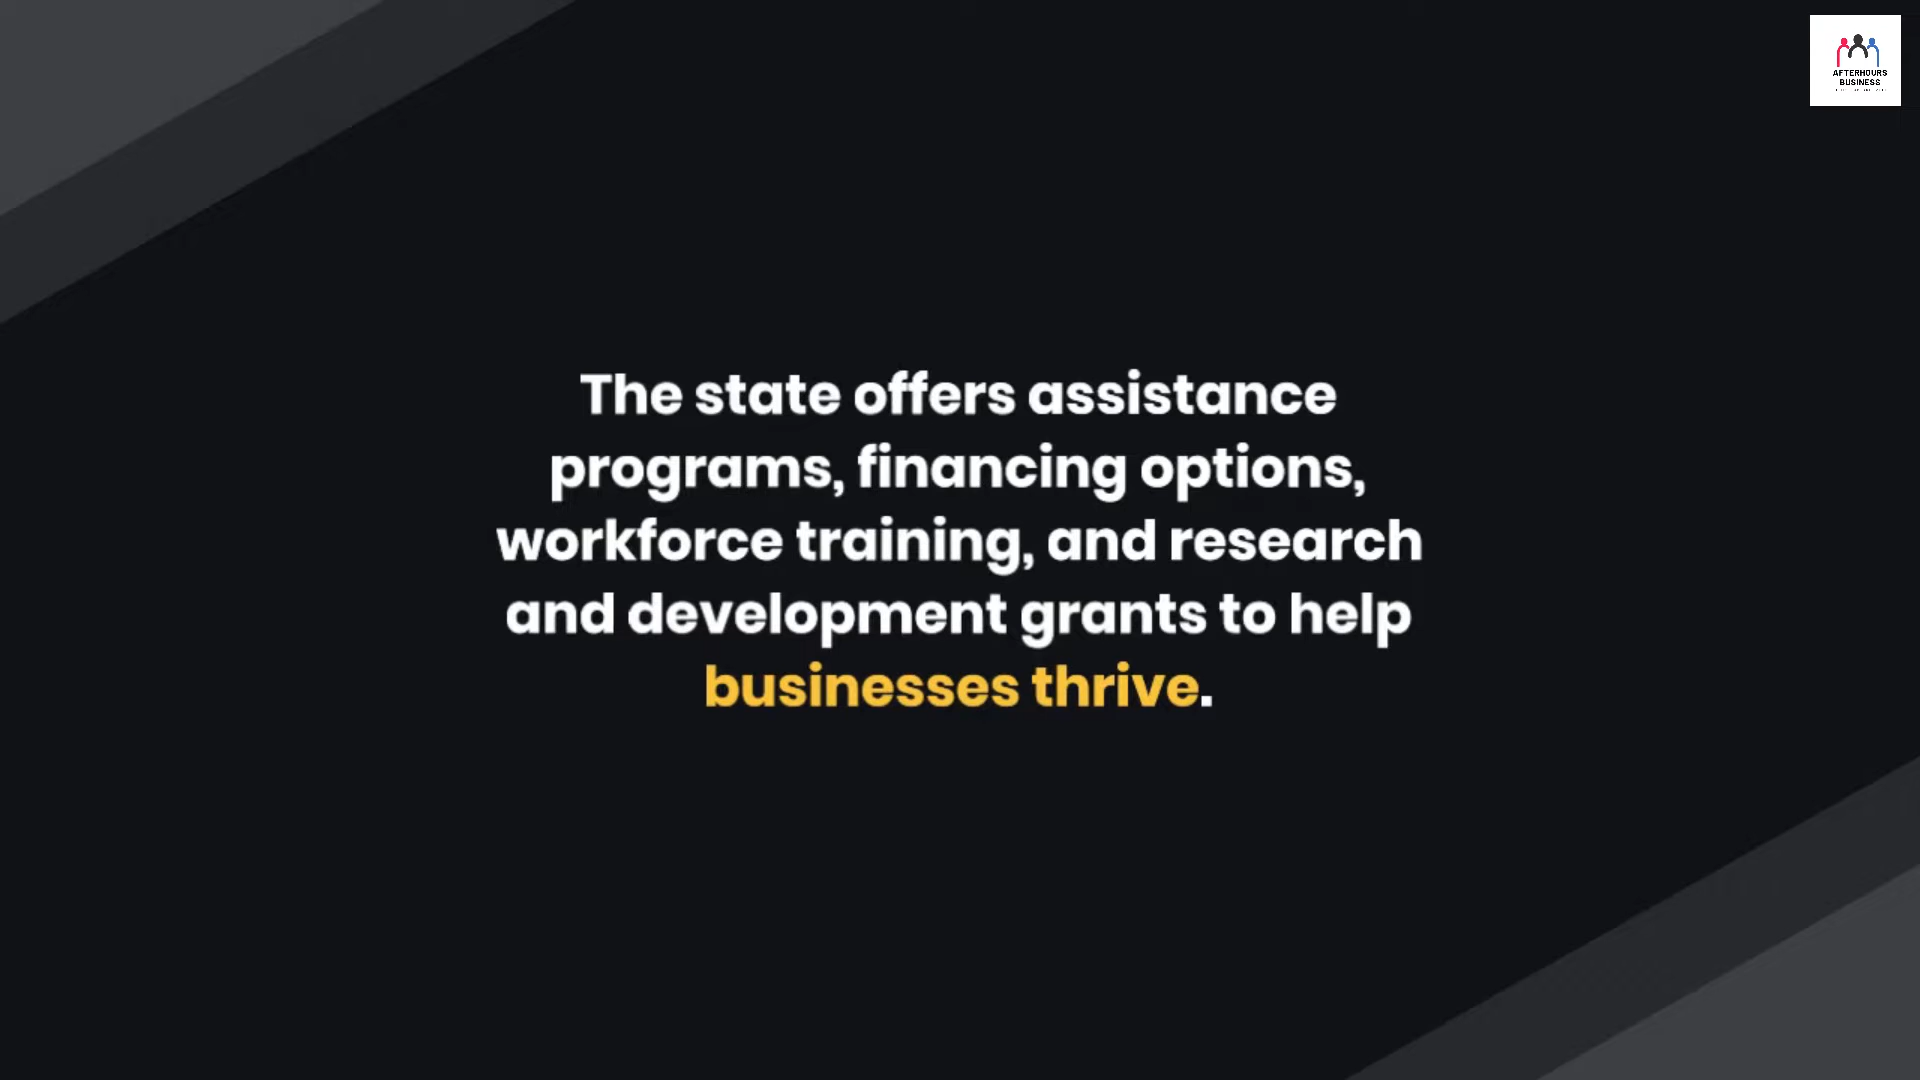 AFTERHOURS
BUSINESS
The state offers assistance
programs, financing options,
workforce training, and research
and development grants to help
businesses thrive.